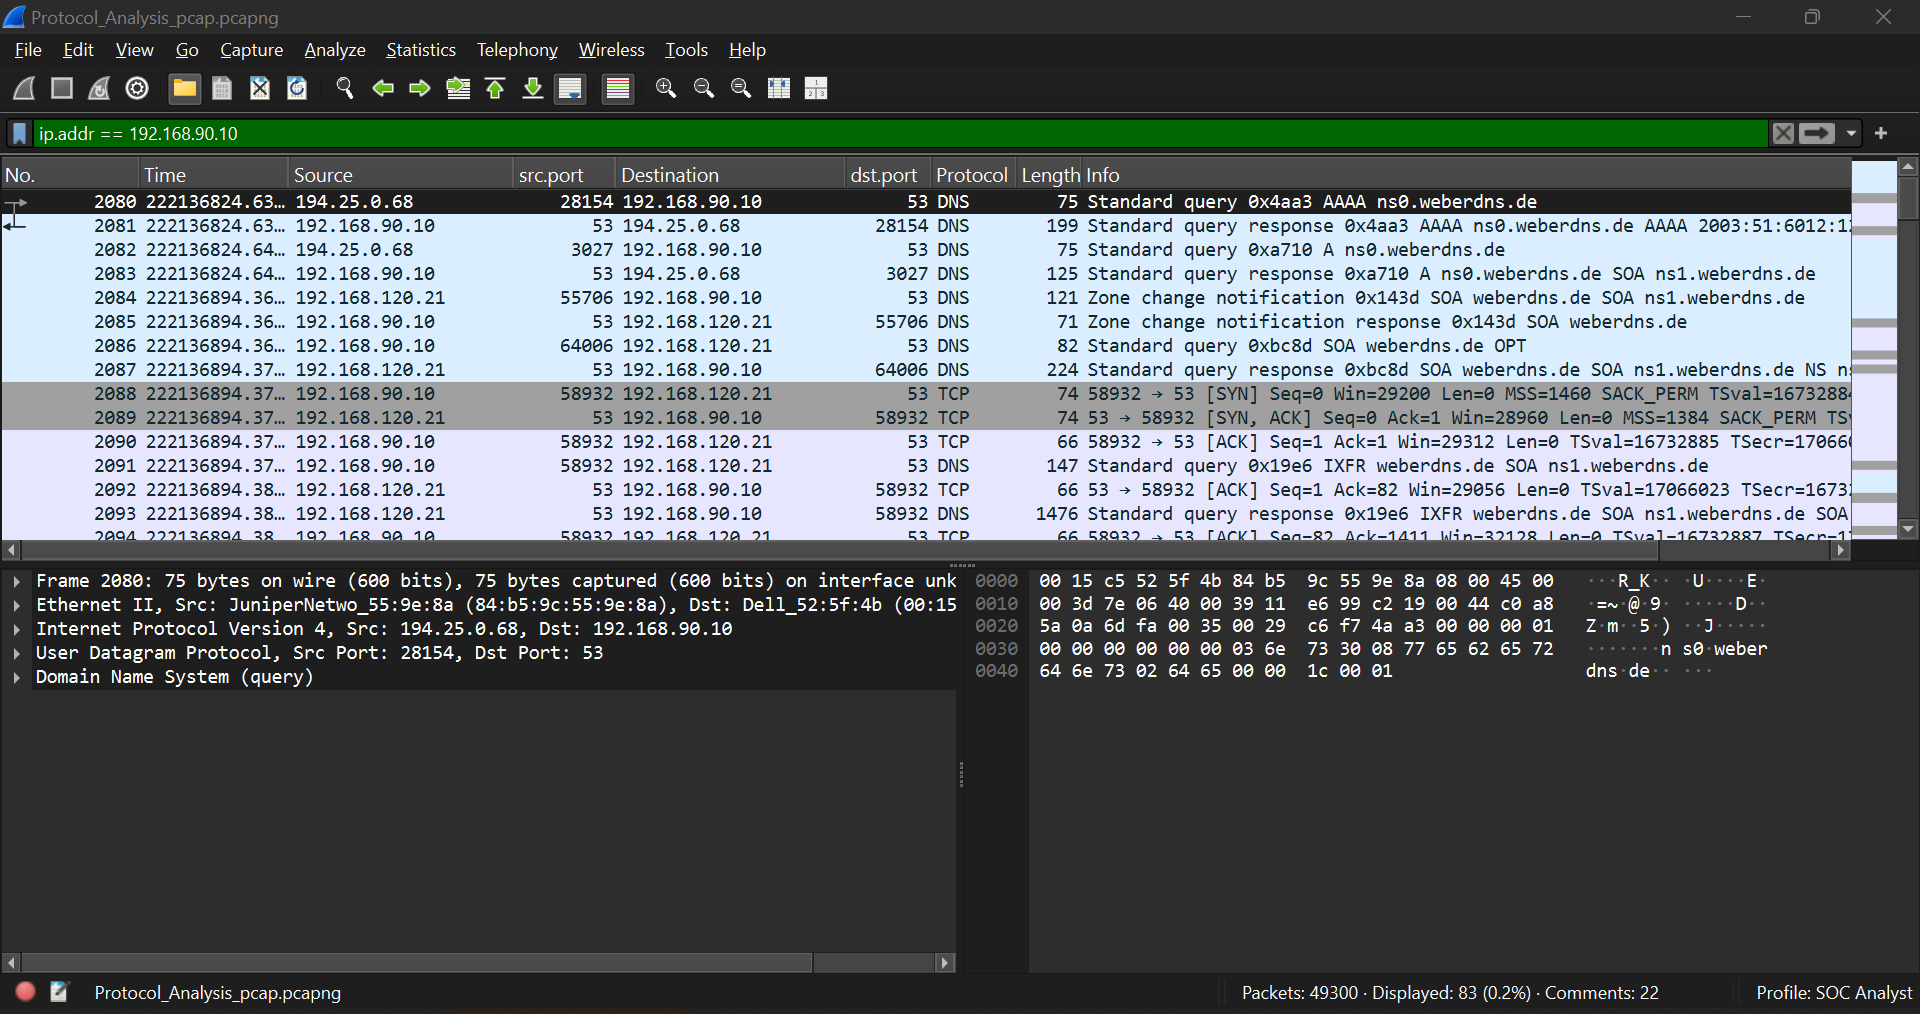 Protocol_Analysis_pcap.pcapng
File Edit View Go Capture Analyze Statistics Telephony Wireless Tools Help
ip.addr == 192.168.90.10
No. Time Source src.port Destination dst.port Protocol Length Info
2080 222136824.63… 194.25.0.68 28154 192.168.90.10 53 DNS 75 Standard query 0x4aa3 AAAA ns0.weberdns.de
2081 222136824.63… 192.168.90.10 53 194.25.0.68 28154 DNS 199 Standard query response 0x4aa3 AAAA ns0.weberdns.de AAAA 2003:51:6012:1
2082 222136824.64… 194.25.0.68 3027 192.168.90.10 53 DNS 75 Standard query 0xa710 A ns0.weberdns.de
2083 222136824.64… 192.168.90.10 53 194.25.0.68 3027 DNS 125 Standard query response 0xa710 A ns0.weberdns.de SOA ns1.weberdns.de
2084 222136894.36… 192.168.120.21 55706 192.168.90.10 53 DNS 121 Zone change notification 0x143d SOA weberdns.de SOA ns1.weberdns.de
2085 222136894.36… 192.168.90.10 53 192.168.120.21 55706 DNS 71 Zone change notification response 0x143d SOA weberdns.de
2086 222136894.36… 192.168.90.10 64006 192.168.120.21 53 DNS 82 Standard query 0xbc8d SOA weberdns.de OPT
2087 222136894.37… 192.168.120.21 53 192.168.90.10 64006 DNS 224 Standard query response 0xbc8d SOA weberdns.de SOA ns1.weberdns.de NS n
2088 222136894.37… 192.168.90.10 58932 192.168.120.21 53 TCP 74 58932 → 53 [SYN] Seq=0 Win=29200 Len=0 MSS=1460 SACK_PERM TSval=1673288
2089 222136894.37… 192.168.120.21 53 192.168.90.10 58932 TCP 74 53 → 58932 [SYN, ACK] Seq=0 Ack=1 Win=28960 Len=0 MSS=1384 SACK_PERM TS
2090 222136894.37… 192.168.90.10 58932 192.168.120.21 53 TCP 66 58932 → 53 [ACK] Seq=1 Ack=1 Win=29312 Len=0 TSval=16732885 TSecr=17066
2091 222136894.37… 192.168.90.10 58932 192.168.120.21 53 DNS 147 Standard query 0x19e6 IXFR weberdns.de SOA ns1.weberdns.de
2092 222136894.38… 192.168.120.21 53 192.168.90.10 58932 TCP 66 53 → 58932 [ACK] Seq=1 Ack=82 Win=29056 Len=0 TSval=17066023 TSecr=1673
2093 222136894.38… 192.168.120.21 53 192.168.90.10 58932 DNS 1476 Standard query response 0x19e6 IXFR weberdns.de SOA ns1.weberdns.de SOA
2094 222136894.38 192.168.90.10 58932 192.168.120.21 53 TCP 66 58932 → 53 [ACK] Seq=82 Ack=1411 Win=32128 Len=0 TSval=16732887 TSecr=1
Frame 2080: 75 bytes on wire (600 bits), 75 bytes captured (600 bits) on interface unk
Ethernet II, Src: JuniperNetwo_55:9e:8a (84:b5:9c:55:9e:8a), Dst: Dell_52:5f:4b (00:15
Internet Protocol Version 4, Src: 194.25.0.68, Dst: 192.168.90.10
User Datagram Protocol, Src Port: 28154, Dst Port: 53
Domain Name System (query)
0000 00 15 c5 52 5f 4b 84 b5 9c 55 9e 8a 08 00 45 00 ···R_K·· ·U····E·
0010 00 3d 7e 06 40 00 39 11 e6 99 c2 19 00 44 c0 a8 ·=~·@·9· ·····D··
0020 5a 0a 6d fa 00 35 00 29 c6 f7 4a a3 00 00 00 01 Z·m··5·) ··J·····
0030 00 00 00 00 00 00 03 6e 73 30 08 77 65 62 65 72 ·······n s0·weber
0040 64 6e 73 02 64 65 00 00 1c 00 01 dns·de·· ···
Protocol_Analysis_pcap.pcapng
Packets: 49300 · Displayed: 83 (0.2%) · Comments: 22
Profile: SOC Analyst